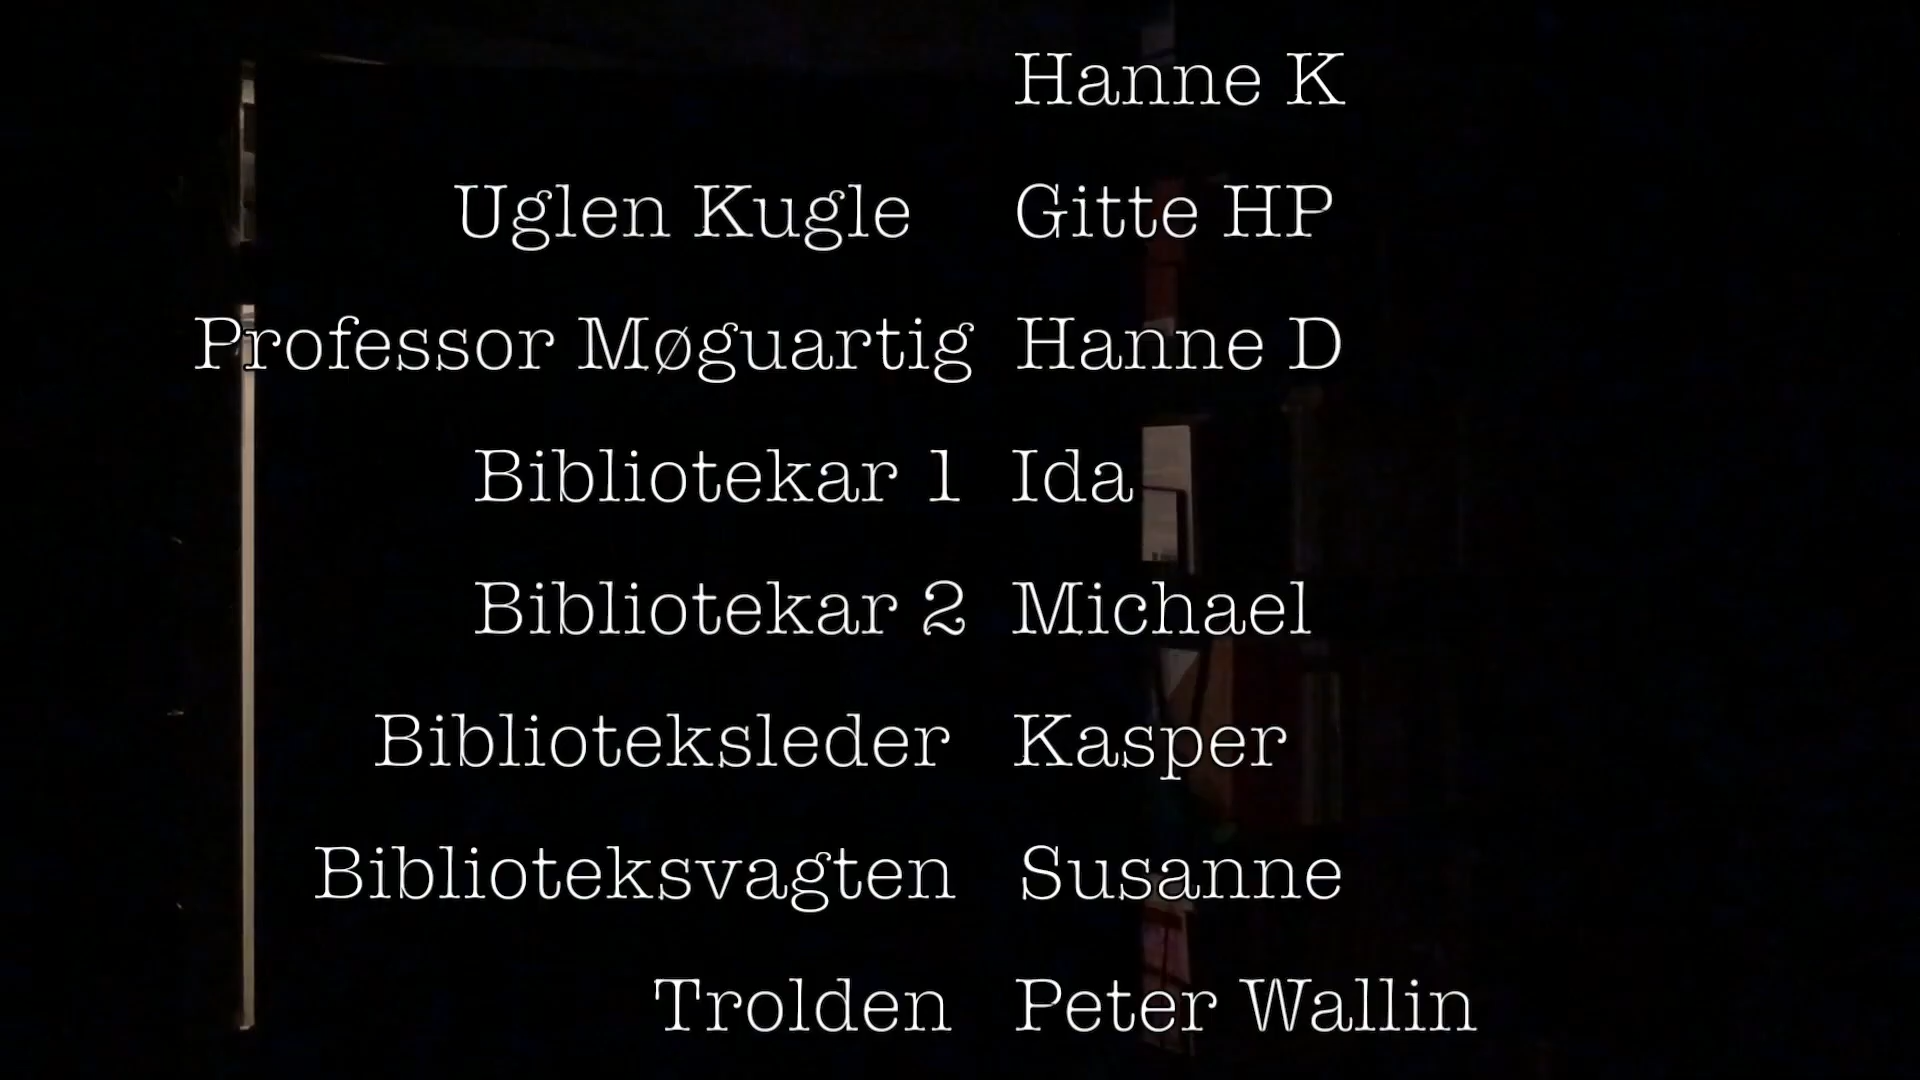 Hanne K
Uglen Kugle Gitte HP
Professor Møguartig Hanne D
Bibliotekar 1 Ida
Bibliotekar 2 Michael
Biblioteksleder Kasper
Biblioteksvagten Susanne
Trolden Peter Wallin